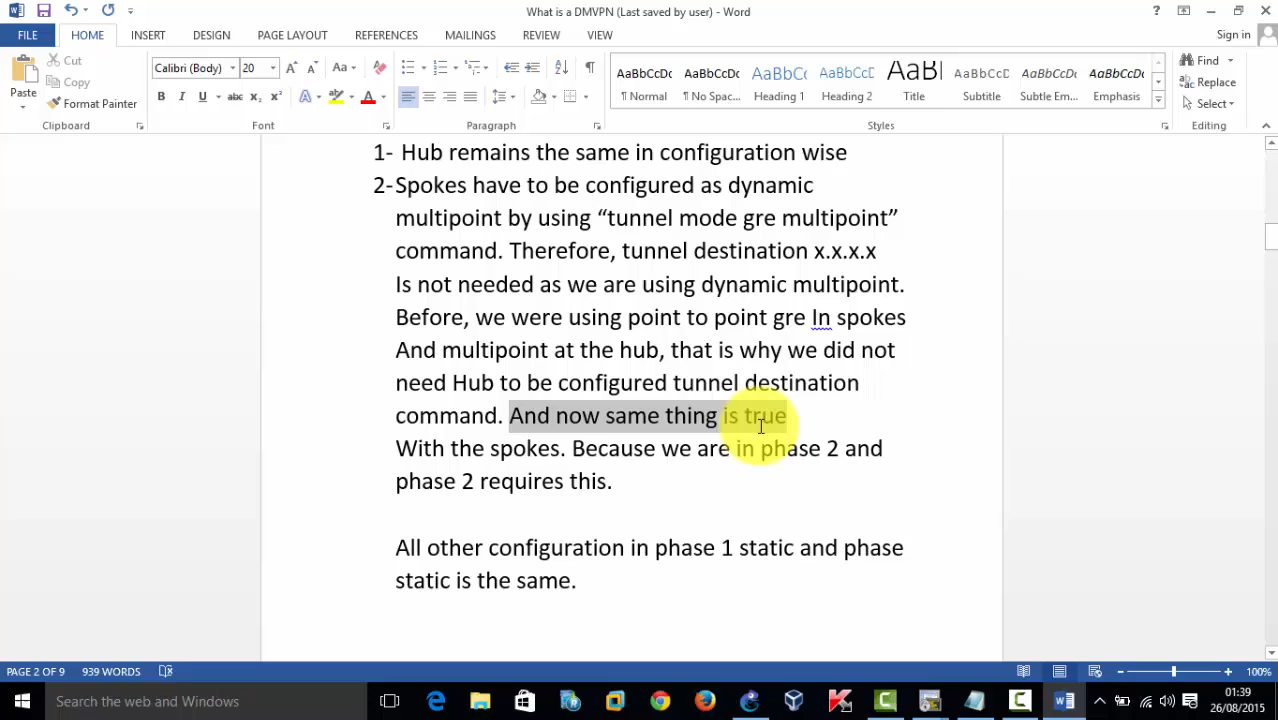 What is a DMVPN (Last saved by user) - Word
FILE HOME INSERT DESIGN PAGE LAYOUT REFERENCES MAILINGS REVIEW VIEW Sign in
Cut
Copy
Format Painter
Paste
Clipboard
Calibri (Body) 20
Font
Paragraph
AaBbCcDc AaBbCcDc AaBbCc AaBbCcC AaBl AaBbCcD AaBbCcDc AaBbCcDc
¶ Normal ¶ No Spac... Heading 1 Heading 2 Title Subtitle Subtle Em... Emphasis
Styles
Find
Replace
Select
Editing
1- Hub remains the same in configuration wise
2- Spokes have to be configured as dynamic
multipoint by using “tunnel mode gre multipoint”
command. Therefore, tunnel destination x.x.x.x
Is not needed as we are using dynamic multipoint.
Before, we were using point to point gre In spokes
And multipoint at the hub, that is why we did not
need Hub to be configured tunnel destination
command. And now same thing is true
With the spokes. Because we are in phase 2 and
phase 2 requires this.
All other configuration in phase 1 static and phase
static is the same.
PAGE 2 OF 9 939 WORDS 100%
Search the web and Windows
01:39
26/08/2015